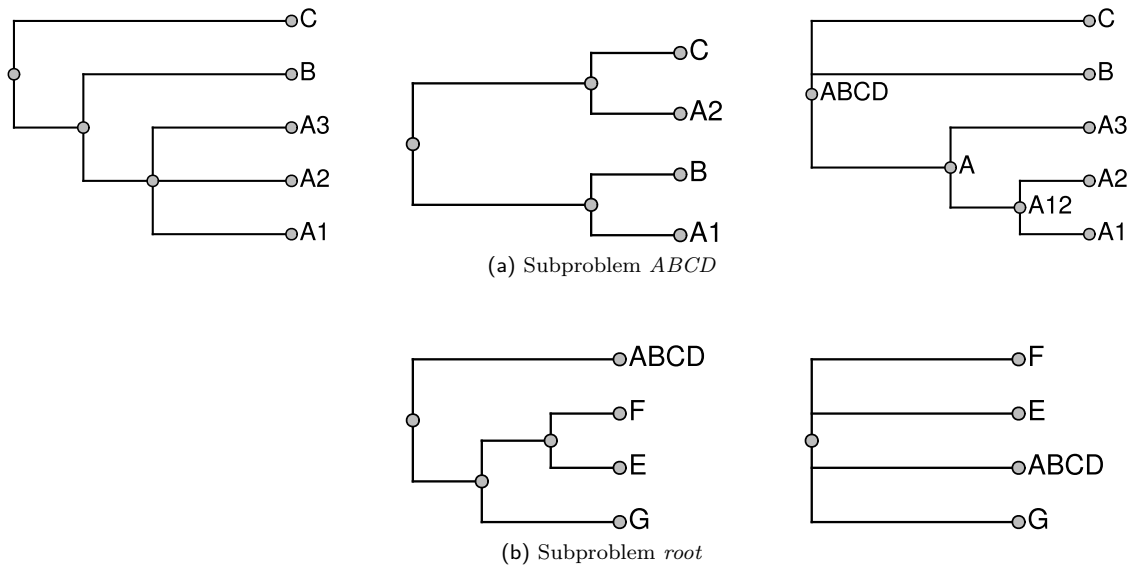 C
B
A3
A2
A1
C
A2
B
A1
C
B
ABCD
A3
A
A2
A12
A1
(a) Subproblem ABCD
ABCD
F
E
G
F
E
ABCD
G
(b) Subproblem root